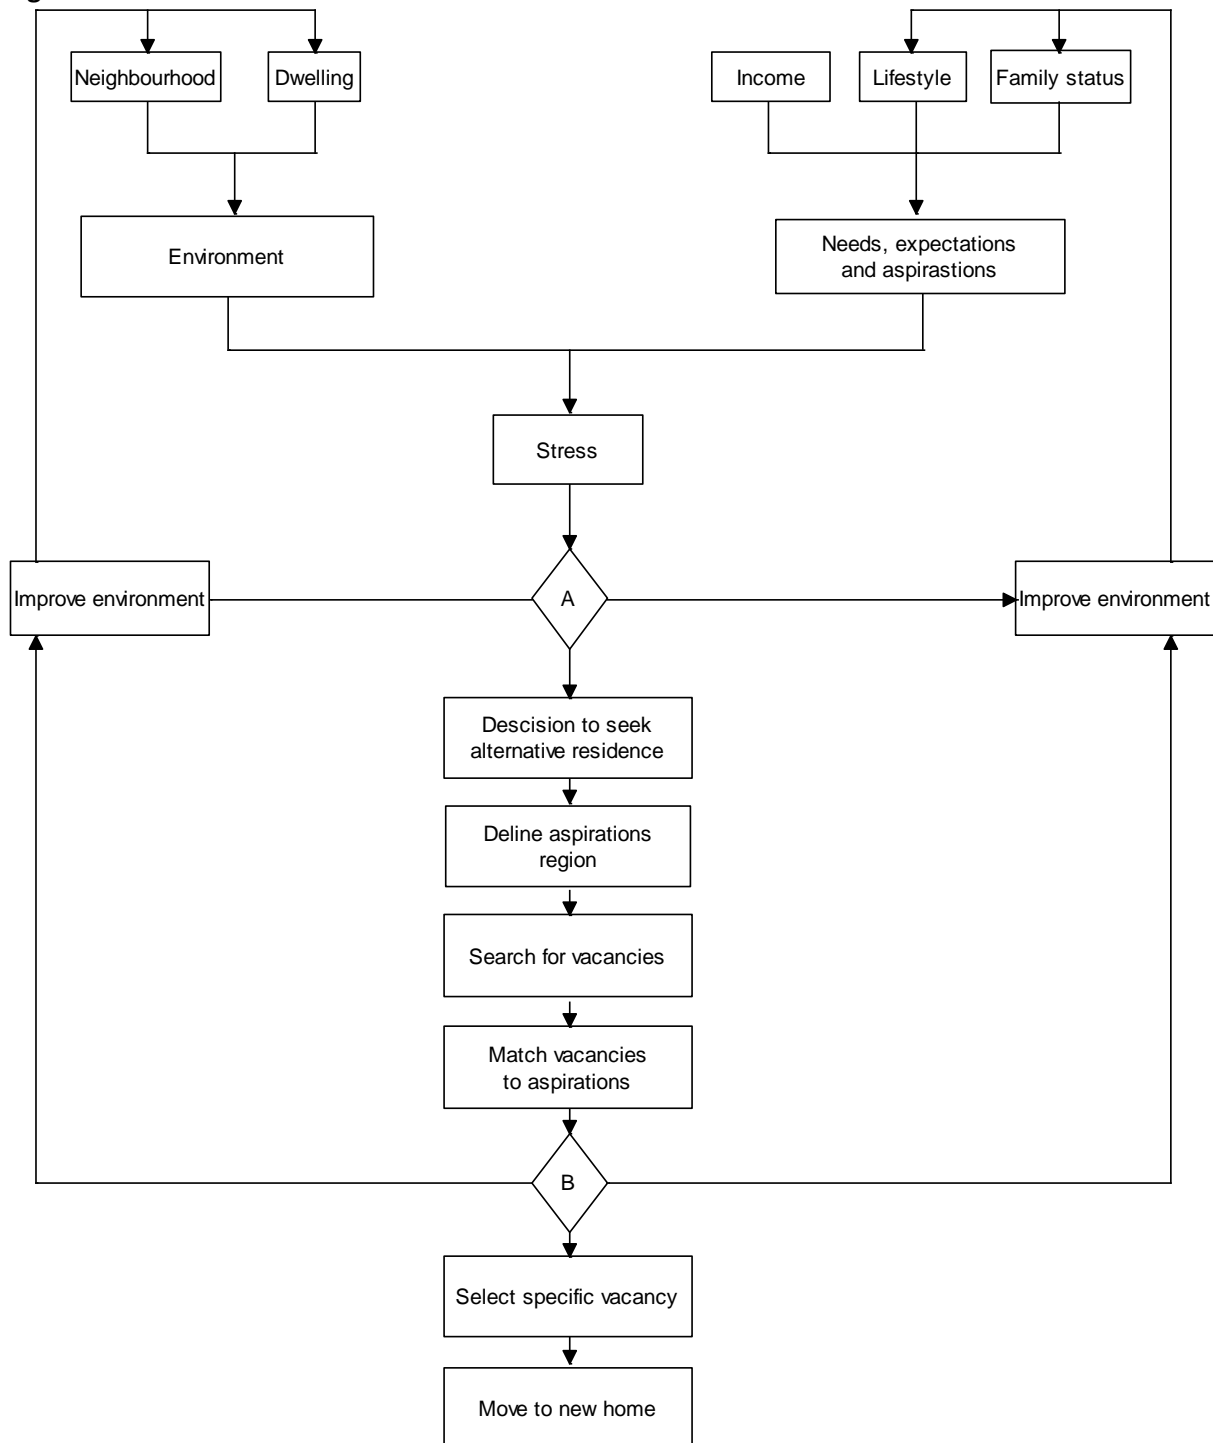 Neighbourhood
Dwelling
Income
Lifestyle
Family status
Environment
Needs, expectations
and aspirastions
Stress
Improve environment
A
Improve environment
Descision to seek
alternative residence
Deline aspirations
region
Search for vacancies
Match vacancies
to aspirations
B
Select specific vacancy
Move to new home